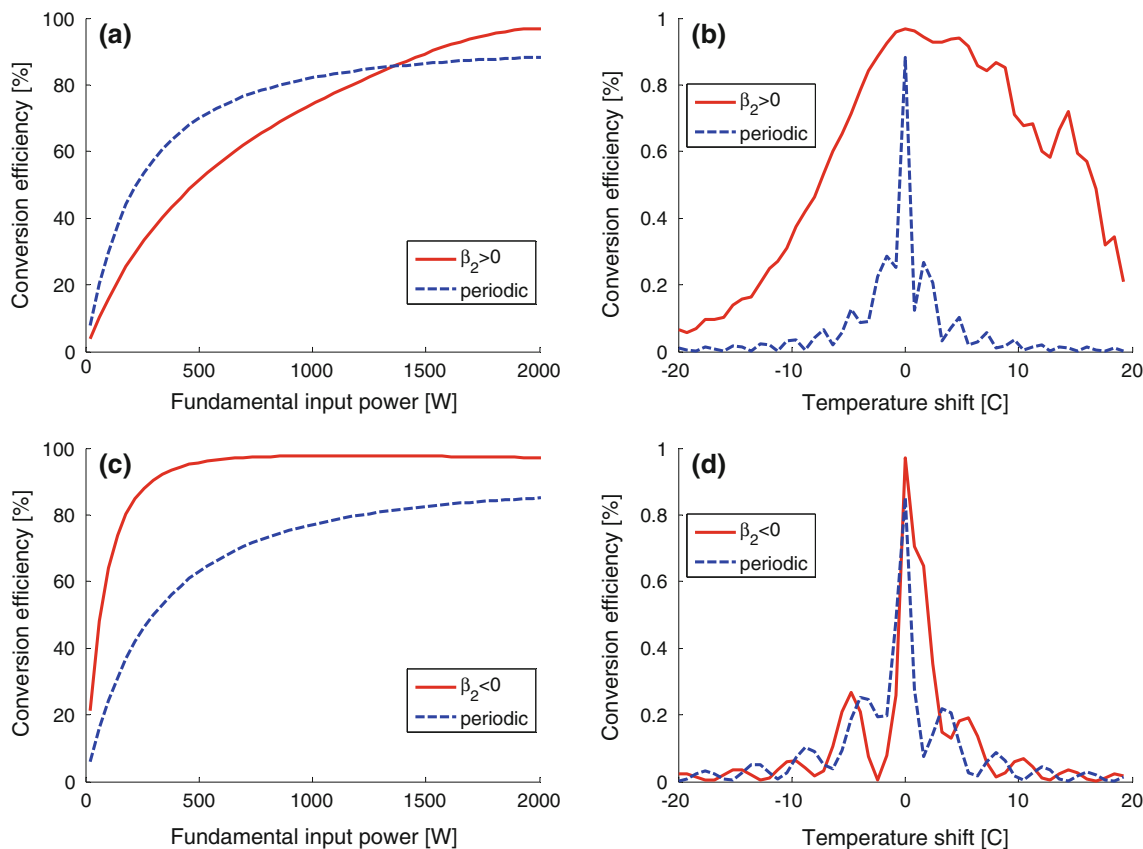 (a)
Conversion efficiency [%]
100
80
60
40
20
0
β2>0
periodic
0 500 1000 1500 2000
Fundamental input power [W]
(b)
Conversion efficiency [%]
1
0.8
0.6
0.4
0.2
0
β2>0
periodic
-20 -10 0 10 20
Temperature shift [C]
(c)
Conversion efficiency [%]
100
80
60
40
20
0
β2<0
periodic
0 500 1000 1500 2000
Fundamental input power [W]
(d)
Conversion efficiency [%]
1
0.8
0.6
0.4
0.2
0
β2<0
periodic
-20 -10 0 10 20
Temperature shift [C]